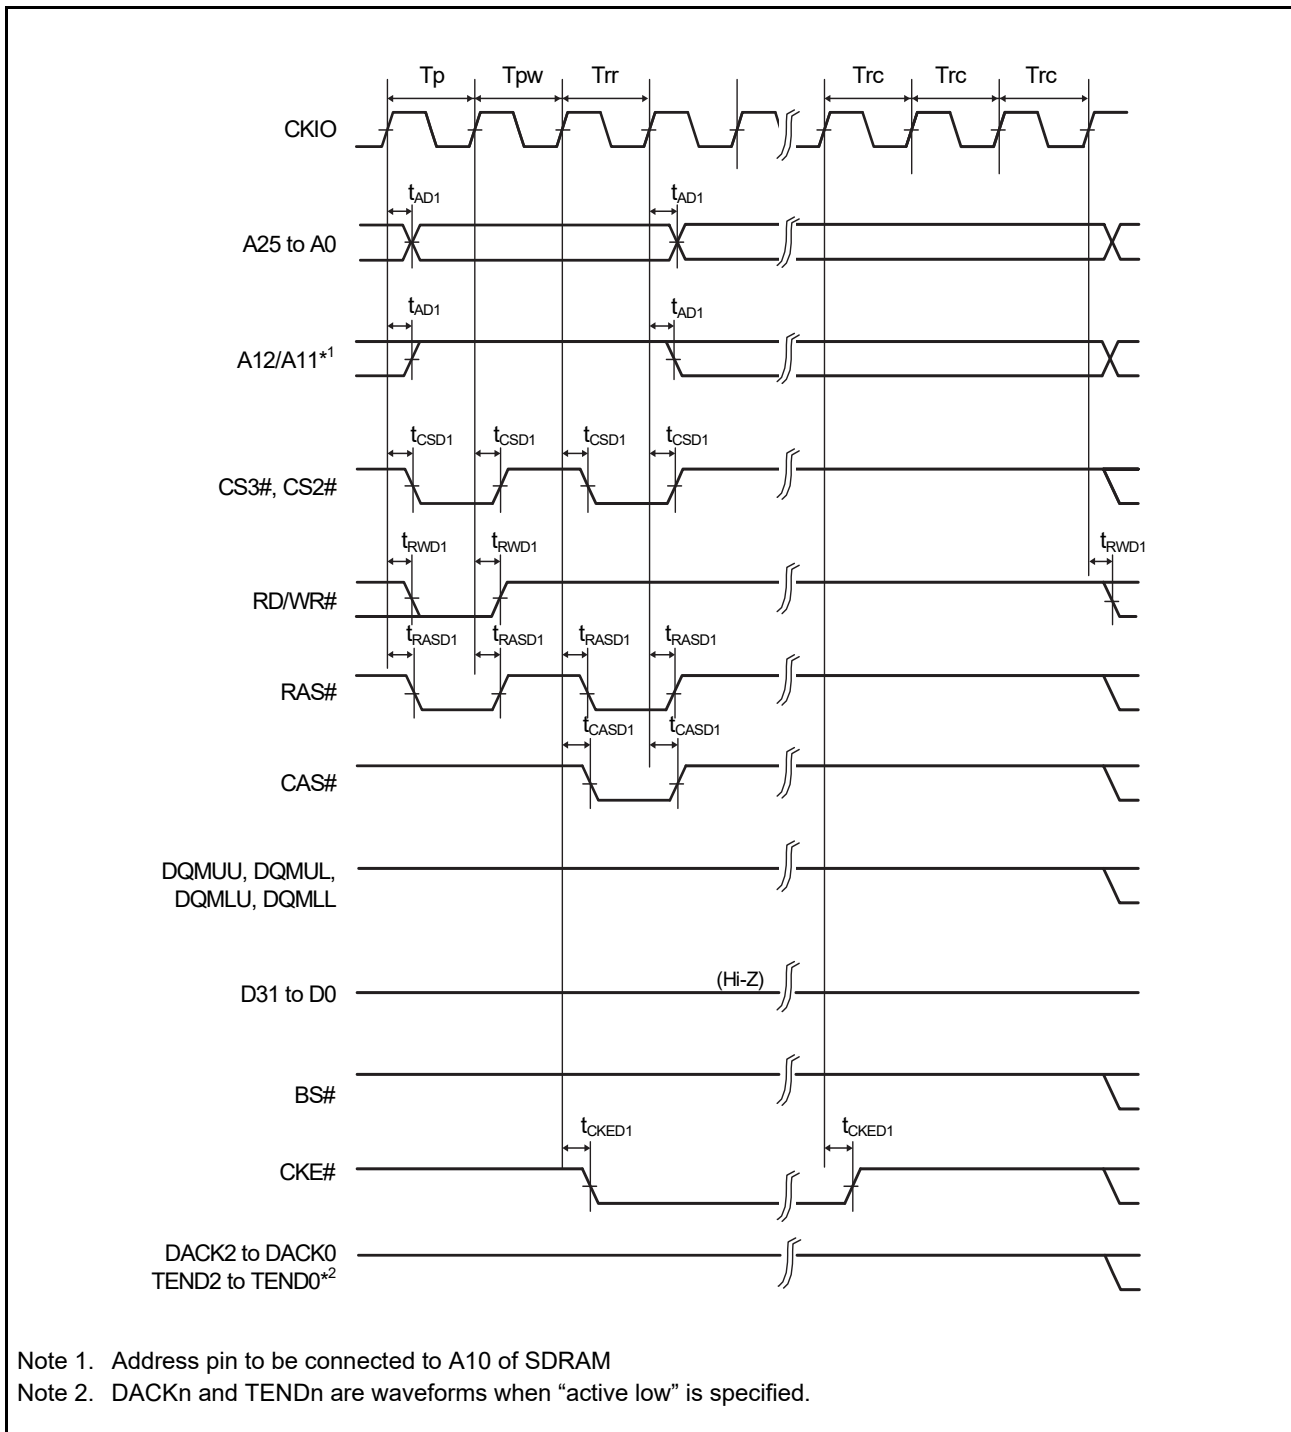 Tp Tpw Trr Trc Trc Trc
CKIO
tAD1 tAD1
A25 to A0
tAD1 tAD1
A12/A11*1
tCSD1 tCSD1 tCSD1 tCSD1
CS3#, CS2#
tRWD1 tRWD1 tRWD1
RD/WR#
tRASD1 tRASD1 tRASD1 tRASD1
RAS#
tCASD1 tCASD1
CAS#
DQMUU, DQMUL,
DQMLU, DQMLL
(Hi-Z)
D31 to D0
BS#
tCKED1 tCKED1
CKE#
DACK2 to DACK0
TEND2 to TEND0*2
Note 1. Address pin to be connected to A10 of SDRAM
Note 2. DACKn and TENDn are waveforms when “active low” is specified.